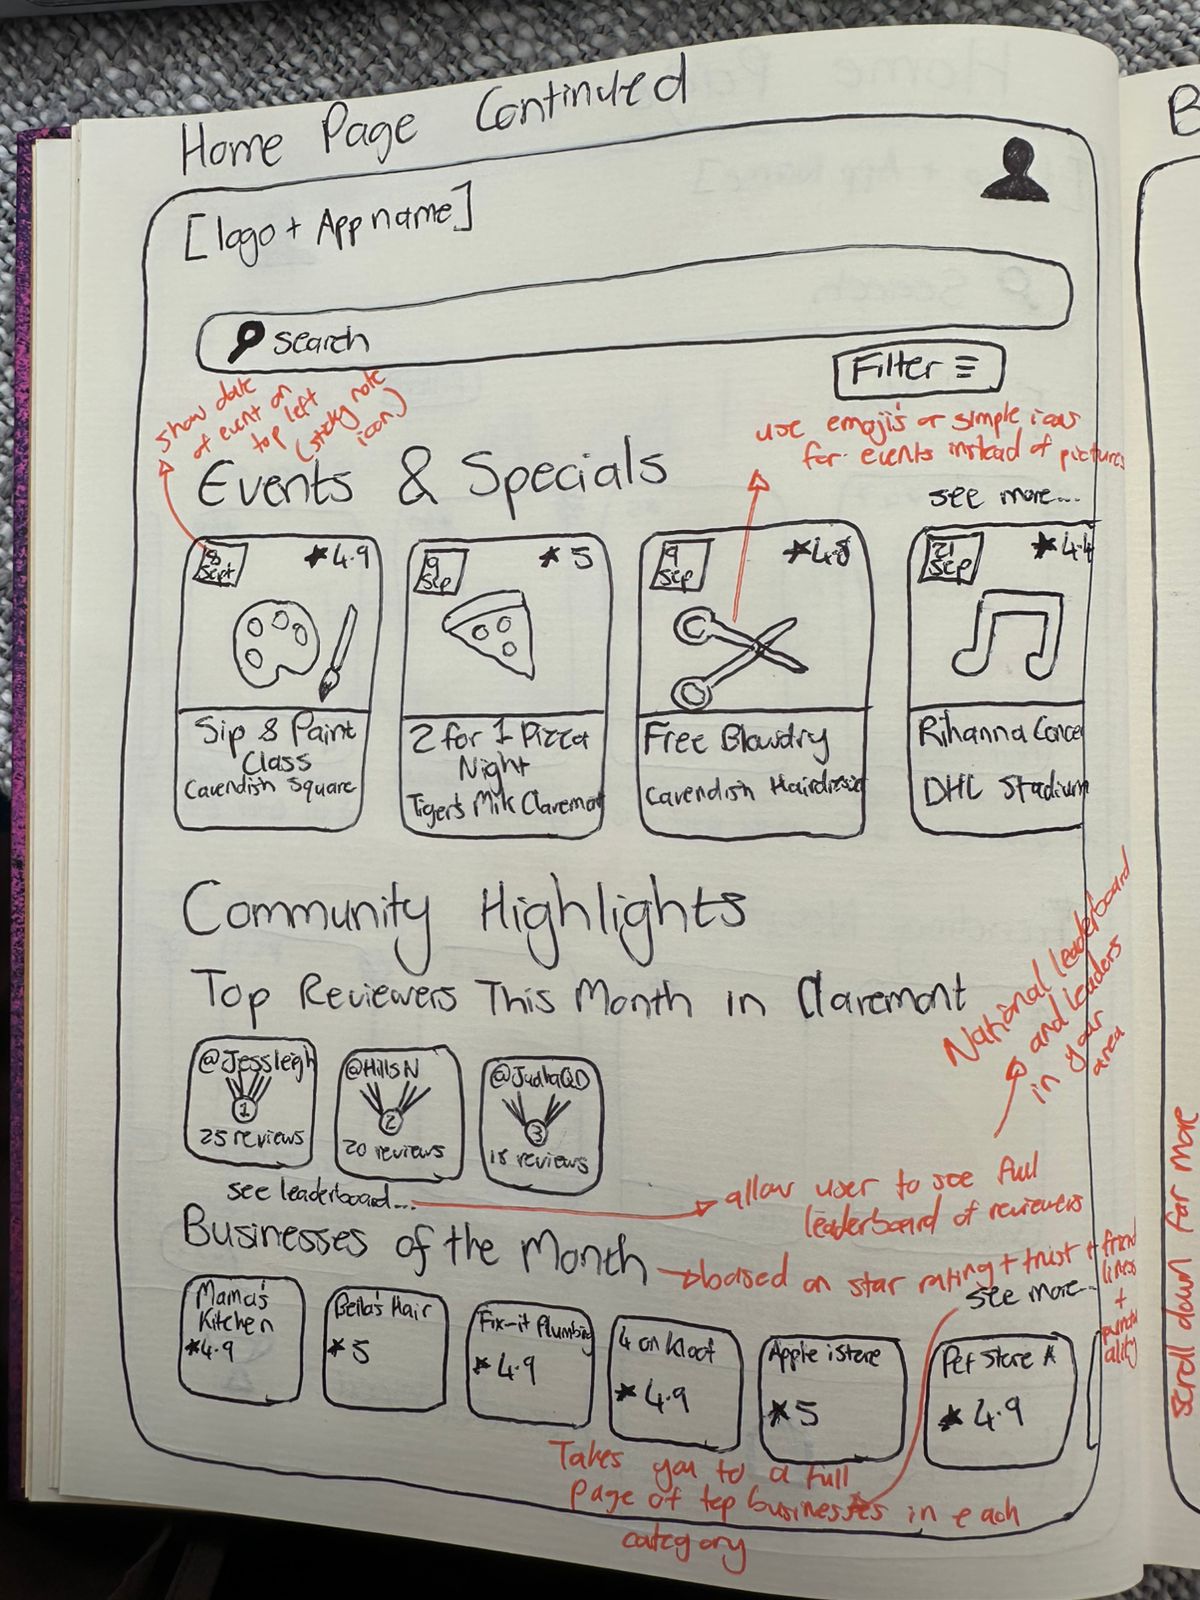 Home Page Continued
B
[logo + App name]
search
Filter
show date
of event on
top left
(sticky note
icon)
use emoji's or simple icons
for events instead of pictures
Events & Specials
see more...
8
Sept
★4.9
9
Sep
★5
9
Sep
★4.8
21
Sep
★4.4
Sip & Paint
Class
Cavendish Square
2 for 1 Pizza
Night
Tiger's Milk Claremont
Free Blowdry
Cavendish
Rihanna Conce
DHL Stadium
Community Highlights
Top Reviewers This Month in Claremont
National leaderboard
and leaders
in your
area
@Jessleigh
1
25 reviews
@HillsN
2
20 reviews
3
18 reviews
see leaderboard...
allow user to see full
leaderboard of reviewers
Businesses of the Month
based on star rating + trust + friend
lines
+
see more...
Mama's
Kitchen
★4.9
Bella's Hair
★5
Fix-it Plumbing
★4.9
4 on Kloof
★4.9
Apple iStore
★5
Pet Store A
★4.9
Takes you to a full
page of top businesses in each
category
Scroll down for more